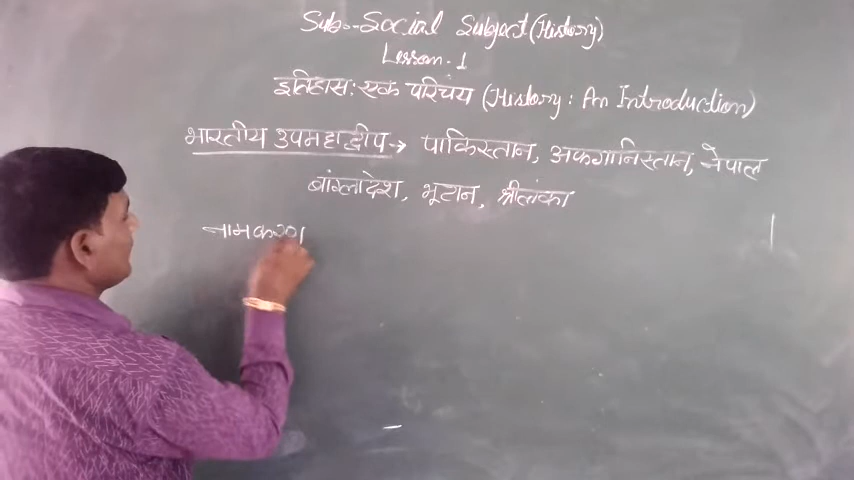 Sub:-Social Subject (History)
Lesson-1
इतिहास: एक परिचय (History: An Introduction)
भारतीय उपमहाद्वीप→ पाकिस्तान, अफगानिस्तान, नेपाल
बांग्लादेश, भूटान, श्रीलंका
नामकरण